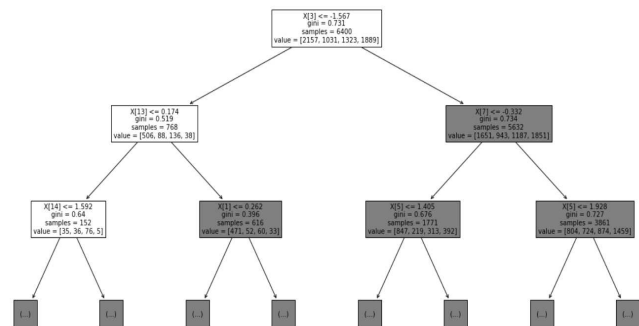 X[3] <= -1.567
gini = 0.731
samples = 6400
value = [2157, 1031, 1323, 1889]
X[13] <= 0.174
gini = 0.519
samples = 768
value = [506, 88, 136, 38]
X[7] <= -0.332
gini = 0.734
samples = 5632
value = [1651, 943, 1187, 1851]
X[14] <= 1.592
gini = 0.64
samples = 152
value = [35, 36, 76, 5]
X[1] <= 0.262
gini = 0.396
samples = 616
value = [471, 52, 60, 33]
X[5] <= 1.405
gini = 0.676
samples = 1771
value = [847, 219, 313, 392]
X[5] <= 1.928
gini = 0.727
samples = 3861
value = [804, 724, 874, 1459]
(...)
(...)
(...)
(...)
(...)
(...)
(...)
(...)